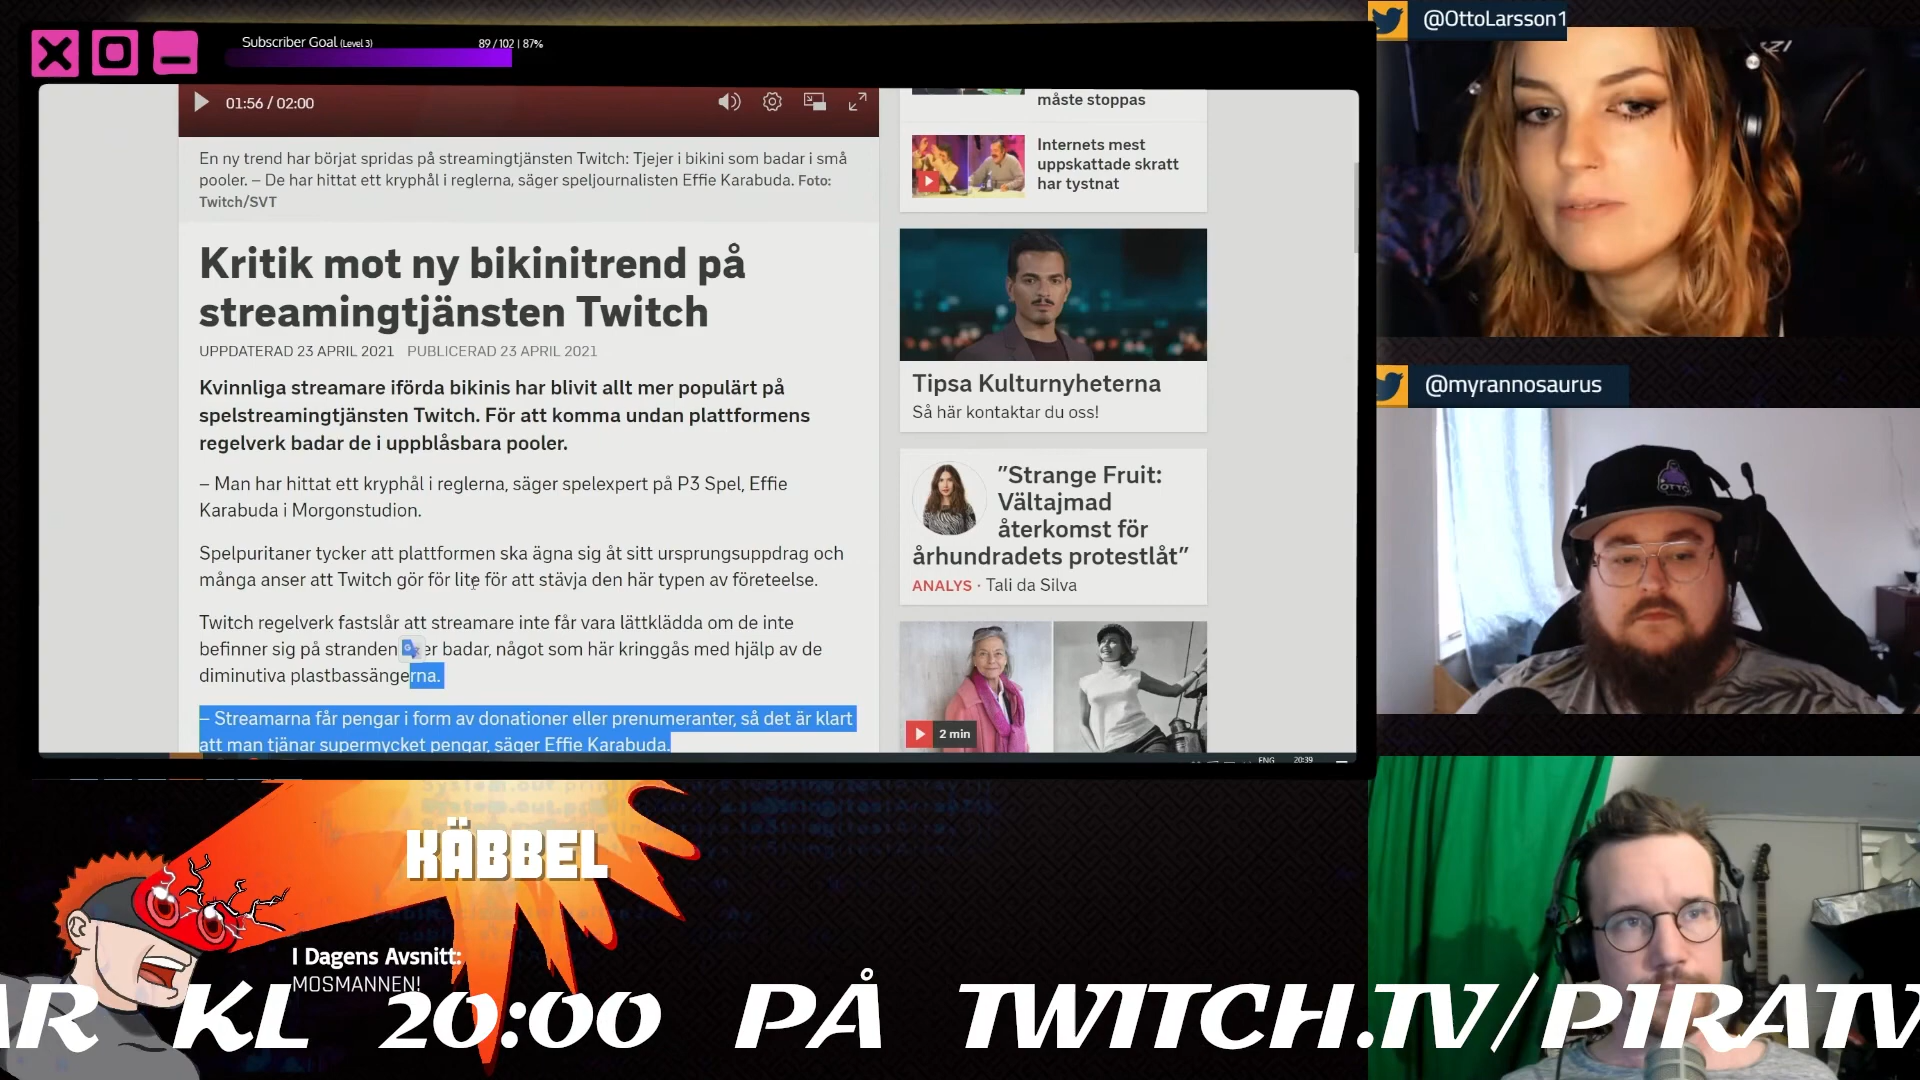 Subscriber Goal (Level 3)
89 / 102 | 87%
@OttoLarsson1
01:56 / 02:00
måste stoppas
Internets mest
uppskattade skratt
har tystnat
En ny trend har börjat spridas på streamingtjänsten Twitch: Tjejer i bikini som badar i små
pooler. – De har hittat ett kryphål i reglerna, säger speljournalisten Effie Karabuda. Foto:
Twitch/SVT
Kritik mot ny bikinitrend på
streamingtjänsten Twitch
UPPDATERAD 23 APRIL 2021 PUBLICERAD 23 APRIL 2021
Kvinnliga streamare iförda bikinis har blivit allt mer populärt på
spelstreamingtjänsten Twitch. För att komma undan plattformens
regelverk badar de i uppblåsbara pooler.
– Man har hittat ett kryphål i reglerna, säger spelexpert på P3 Spel, Effie
Karabuda i Morgonstudion.
Spelpuritaner tycker att plattformen ska ägna sig åt sitt ursprungsuppdrag och
många anser att Twitch gör för lite för att stävja den här typen av företeelse.
Twitch regelverk fastslår att streamare inte får vara lättklädda om de inte
befinner sig på stranden er badar, något som här kringgås med hjälp av de
diminutiva plastbassängerna.
– Streamarna får pengar i form av donationer eller prenumeranter, så det är klart
att man tjänar supermycket pengar, säger Effie Karabuda.
Tipsa Kulturnyheterna
Så här kontaktar du oss!
"Strange Fruit:
Vältajmad
återkomst för
århundradets protestlåt"
ANALYS · Tali da Silva
2 min
ENG 20:39
@myrannosaurus
OTTO
KÄBBEL
I Dagens Avsnitt:
MOSMANNEN!
AR KL 20:00 PÅ TWITCH.TV/PIRATV